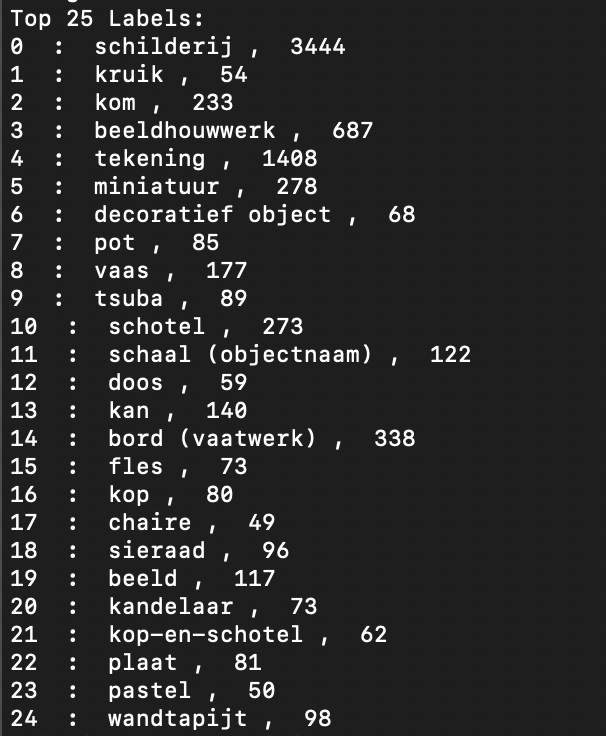 Top 25 Labels:
0  :  schilderij ,  3444
1  :  kruik ,  54
2  :  kom ,  233
3  :  beeldhouwwerk ,  687
4  :  tekening ,  1408
5  :  miniatuur ,  278
6  :  decoratief object ,  68
7  :  pot ,  85
8  :  vaas ,  177
9  :  tsuba ,  89
10  :  schotel ,  273
11  :  schaal (objectnaam) ,  122
12  :  doos ,  59
13  :  kan ,  140
14  :  bord (vaatwerk) ,  338
15  :  fles ,  73
16  :  kop ,  80
17  :  chaire ,  49
18  :  sieraad ,  96
19  :  beeld ,  117
20  :  kandelaar ,  73
21  :  kop-en-schotel ,  62
22  :  plaat ,  81
23  :  pastel ,  50
24  :  wandtapijt ,  98